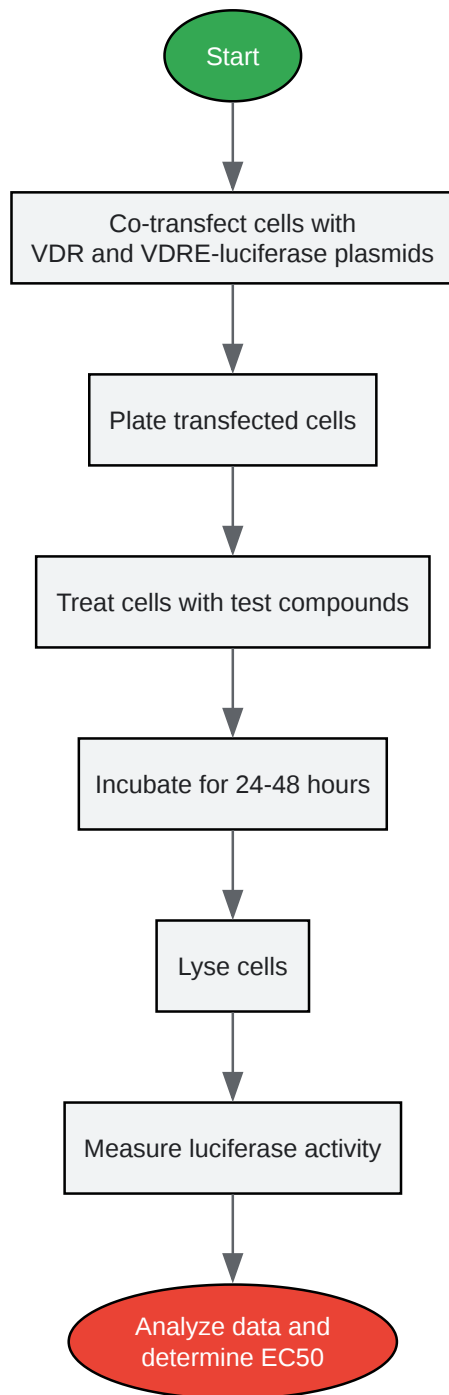 Start
Co-transfect cells with
VDR and VDRE-luciferase plasmids
Plate transfected cells
Treat cells with test compounds
Incubate for 24-48 hours
Lyse cells
Measure luciferase activity
Analyze data and
determine EC50